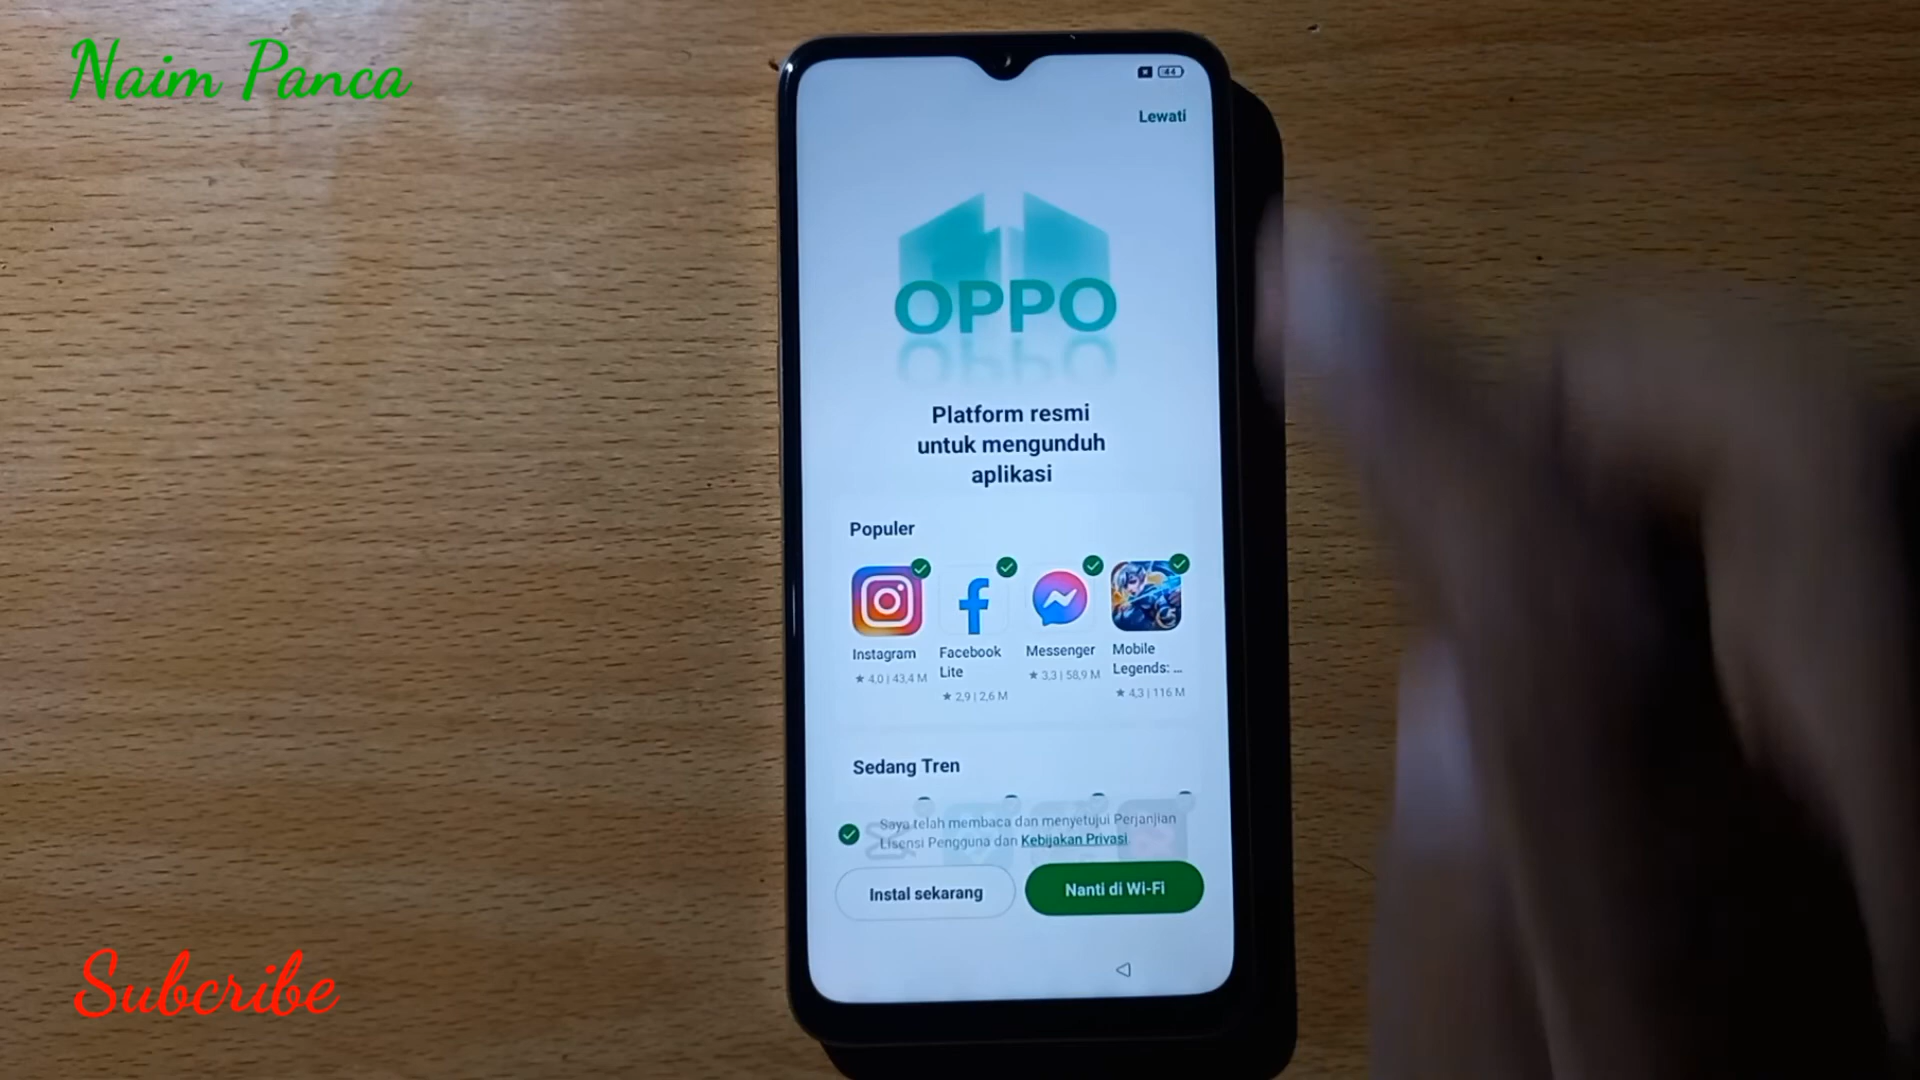 Naim Panca
44
Lewati
OPPO
Platform resmi
untuk mengunduh
aplikasi
Populer
Instagram
4,0 | 43,4 M
Facebook
Lite
2,9 | 2,6 M
Messenger
3,3 | 58,9 M
Mobile
Legends: ...
4,3 | 116 M
Sedang Tren
Saya telah membaca dan menyetujui Perjanjian
Lisensi Pengguna dan Kebijakan Privasi
Instal sekarang
Nanti di Wi-Fi
Subcribe